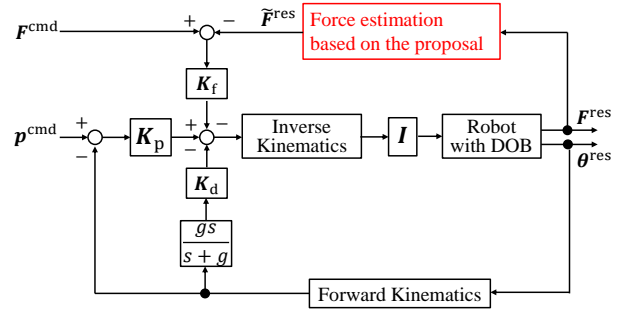 F^cmd
+
−
F̃^res
Force estimation
based on the proposal
K_f
F^res
p^cmd
+
−
K_p
+
−
−
Inverse
Kinematics
I
Robot
with DOB
θ^res
K_d
gs
s + g
Forward Kinematics